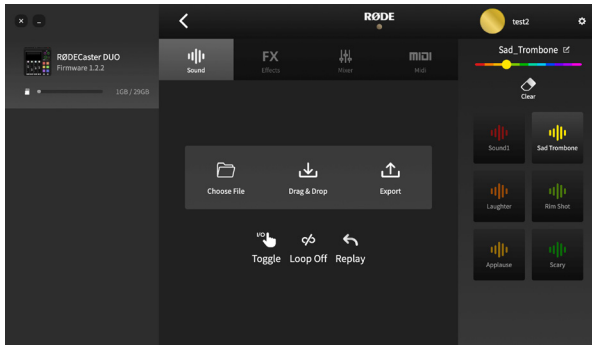 RØDECaster DUO
Firmware 1.2.2
1GB / 29GB
RØDE
test2
Sound
FX
Effects
Mixer
MIDI
Midi
Sad_Trombone
Clear
Choose File
Drag & Drop
Export
I/O
Toggle
Loop Off
Replay
Sound1
Sad Trombone
Laughter
Rim Shot
Applause
Scary